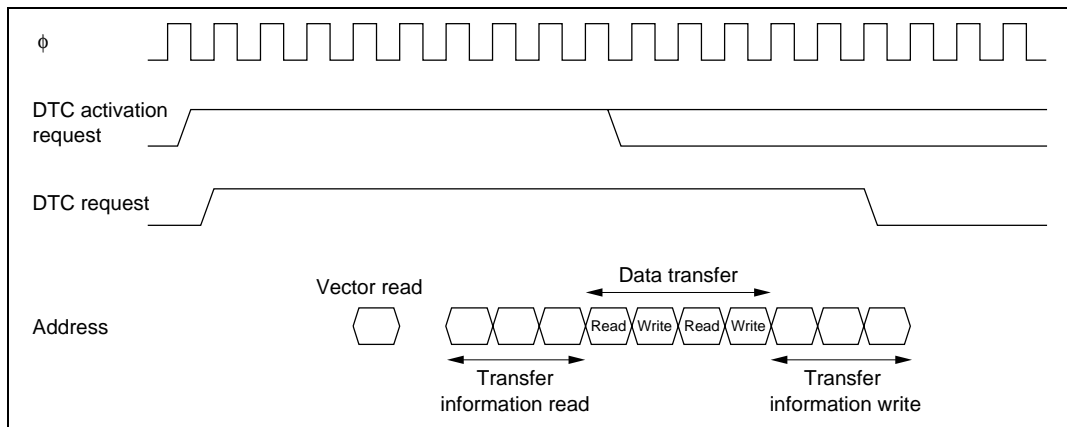 ϕ
DTC activation
request
DTC request
Data transfer
Vector read
Address
Read Write Read Write
Transfer
information read
Transfer
information write